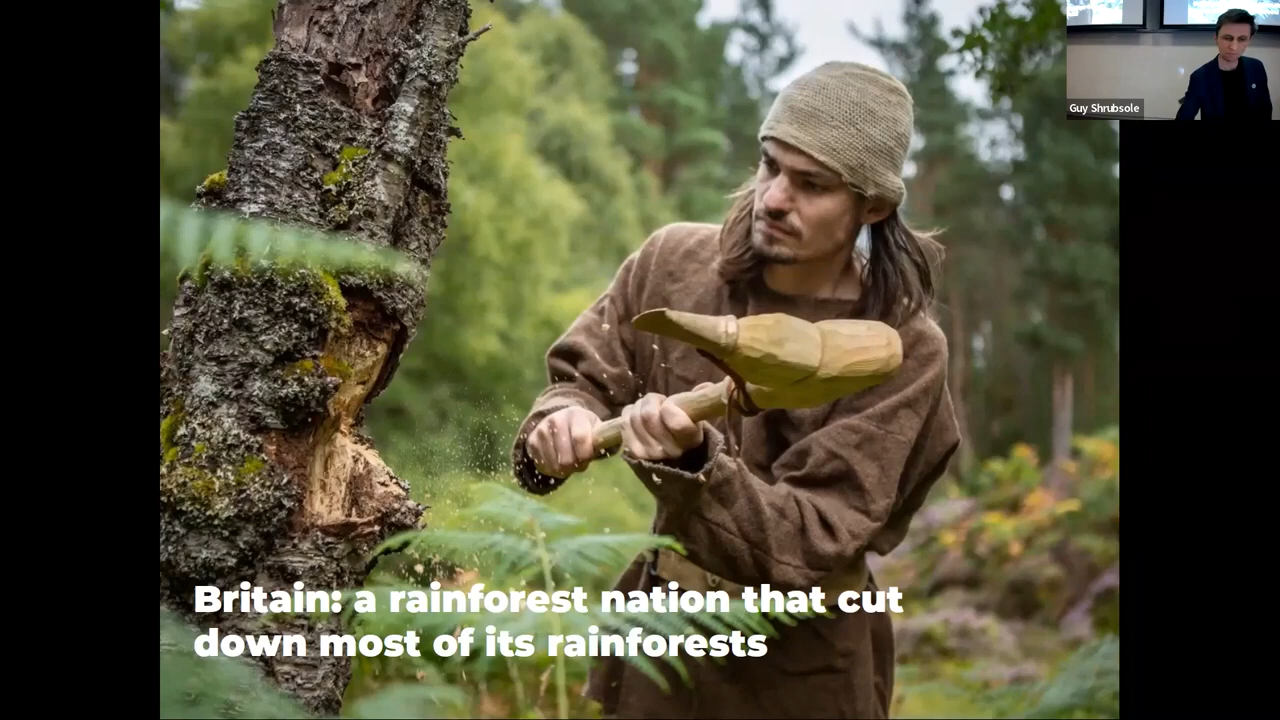 Guy Shrubsole
Britain: a rainforest nation that cut
down most of its rainforests